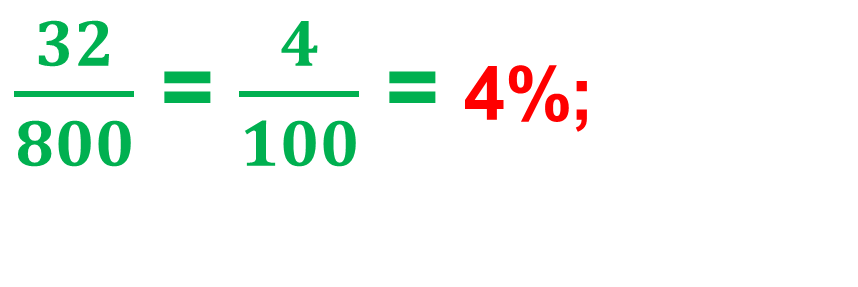 32/800 = 4/100 = 4%;